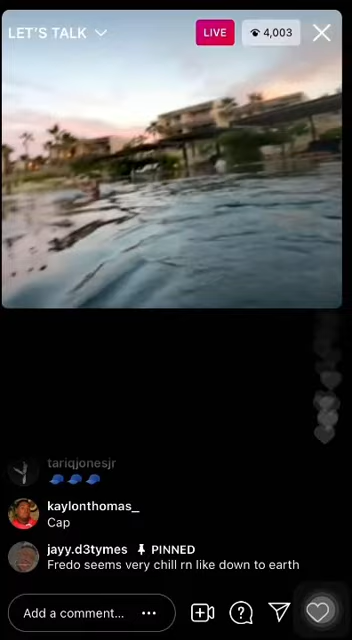 LET'S TALK
LIVE
4,003
tariqjonesjr
🧢🧢🧢
kaylonthomas_
Cap
jayy.d3tymes 📌 PINNED
Fredo seems very chill rn like down to earth
Add a comment... •••